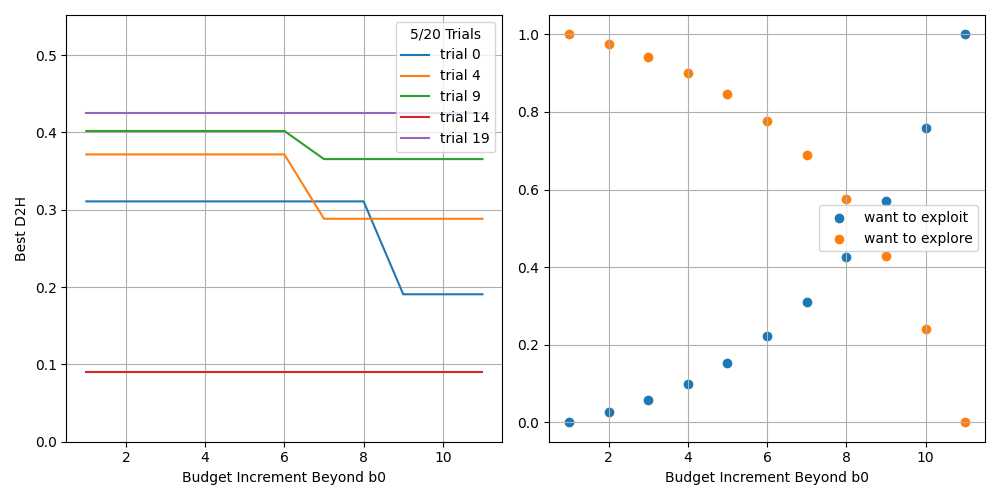 5/20 Trials
trial 0
trial 4
trial 9
trial 14
trial 19
0.5
0.4
0.3
0.2
0.1
0.0
Best D2H
2 4 6 8 10
Budget Increment Beyond b0
1.0
0.8
0.6
0.4
0.2
0.0
want to exploit
want to explore
2 4 6 8 10
Budget Increment Beyond b0